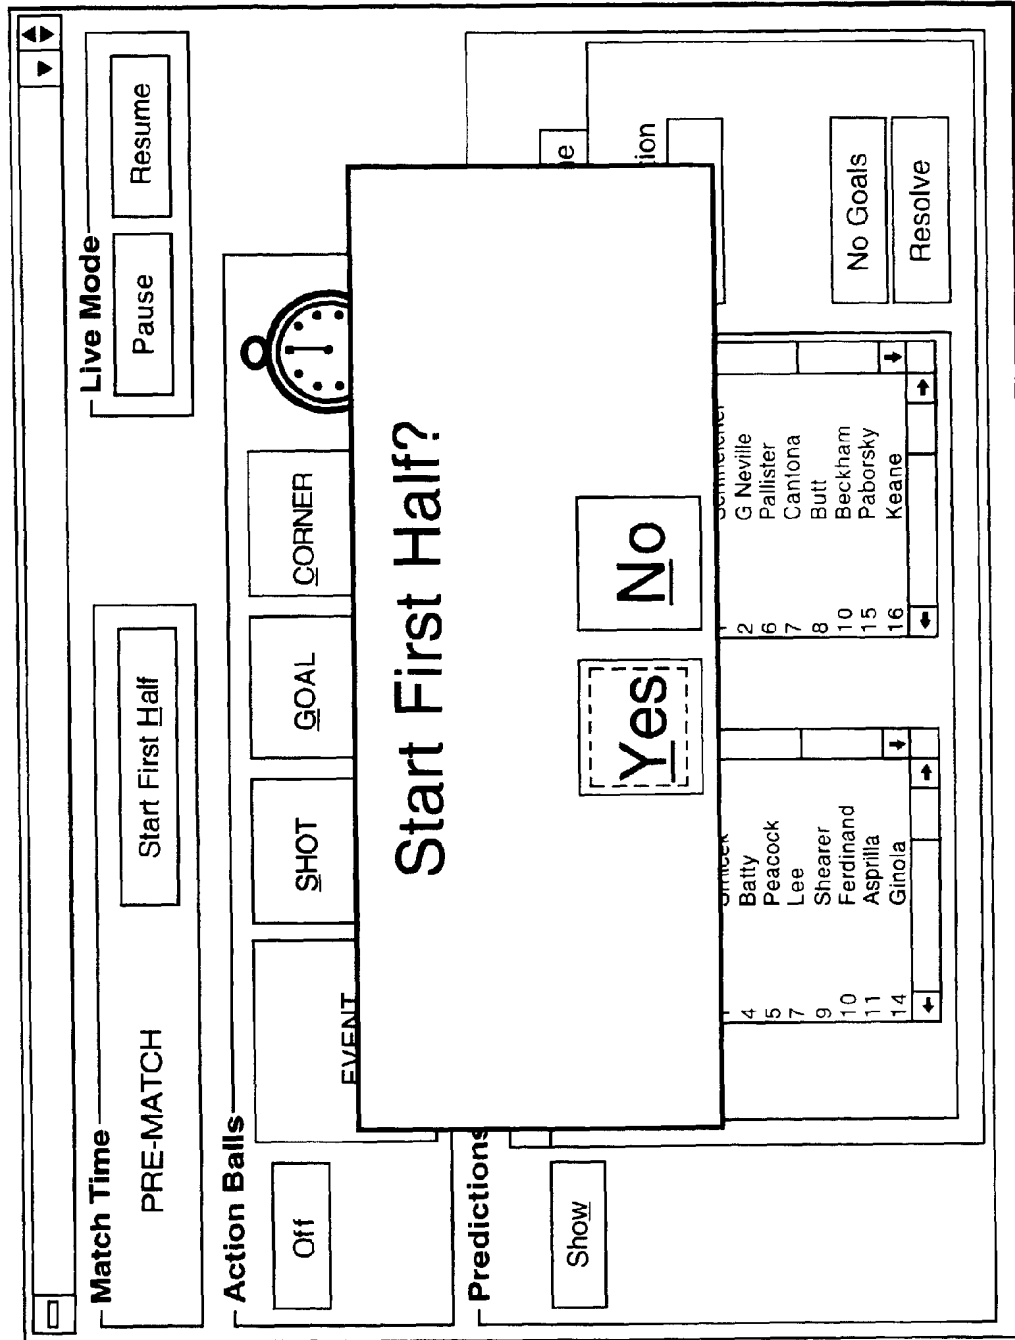 Match Time
PRE-MATCH
Start First Half
Live Mode
Pause
Resume
Action Balls
Off
EVENT
SHOT
GOAL
CORNER
Start First Half?
Yes
No
Predictions
Show
4 Batty
5 Peacock
7 Lee
9 Shearer
10 Ferdinand
11 Asprilla
14 Ginola
2 G Neville
6 Pallister
7 Cantona
8 Butt
10 Beckham
15 Paborsky
16 Keane
No Goals
Resolve